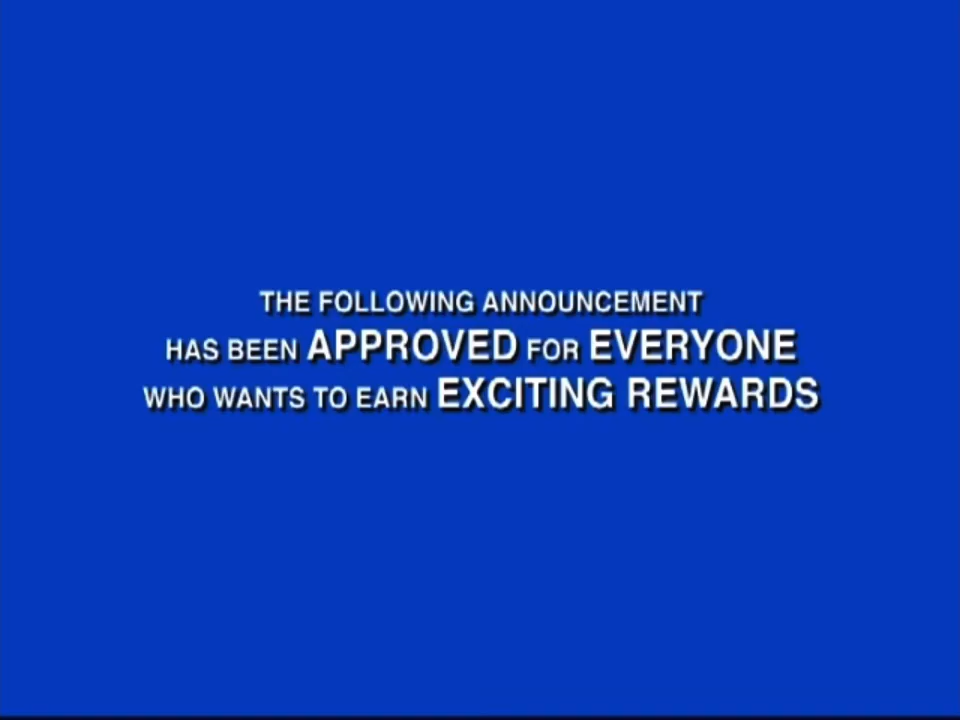 THE FOLLOWING ANNOUNCEMENT
HAS BEEN APPROVED FOR EVERYONE
WHO WANTS TO EARN EXCITING REWARDS